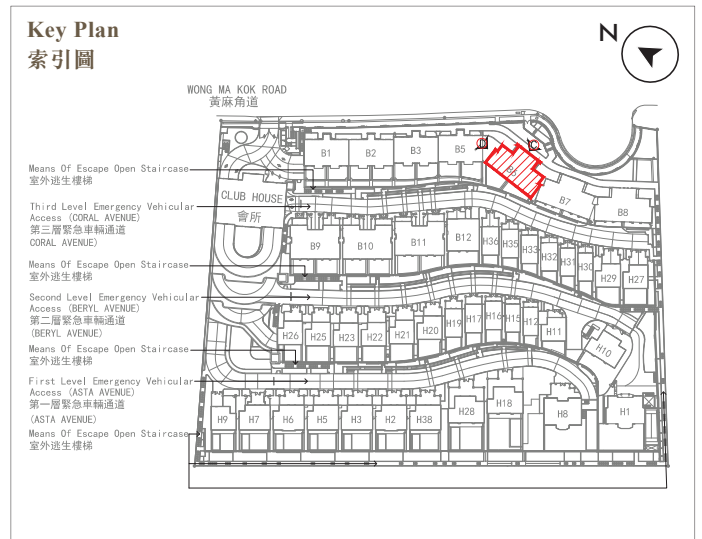 Key Plan
索引圖
N
WONG MA KOK ROAD
黃麻角道
B1
B2
B3
B5
B6
B7
B8
Means Of Escape Open Staircase
室外逃生樓梯
CLUB HOUSE
會所
Third Level Emergency Vehicular
Access (CORAL AVENUE)
第三層緊急車輛通道
CORAL AVENUE)
B9
B10
B11
B12
H36
H35
H33
H32
H31
H30
H29
H27
Means Of Escape Open Staircase
室外逃生樓梯
Second Level Emergency Vehicular
Access (BERYL AVENUE)
第二層緊急車輛通道
(BERYL AVENUE)
H26
H25
H23
H22
H21
H20
H19
H17
H16
H15
H12
H11
H10
Means Of Escape Open Staircase
室外逃生樓梯
First Level Emergency Vehicular
Access (ASTA AVENUE)
第一層緊急車輛通道
(ASTA AVENUE)
H9
H7
H6
H5
H3
H2
H38
H28
H18
H8
H1
Means Of Escape Open Staircase
室外逃生樓梯